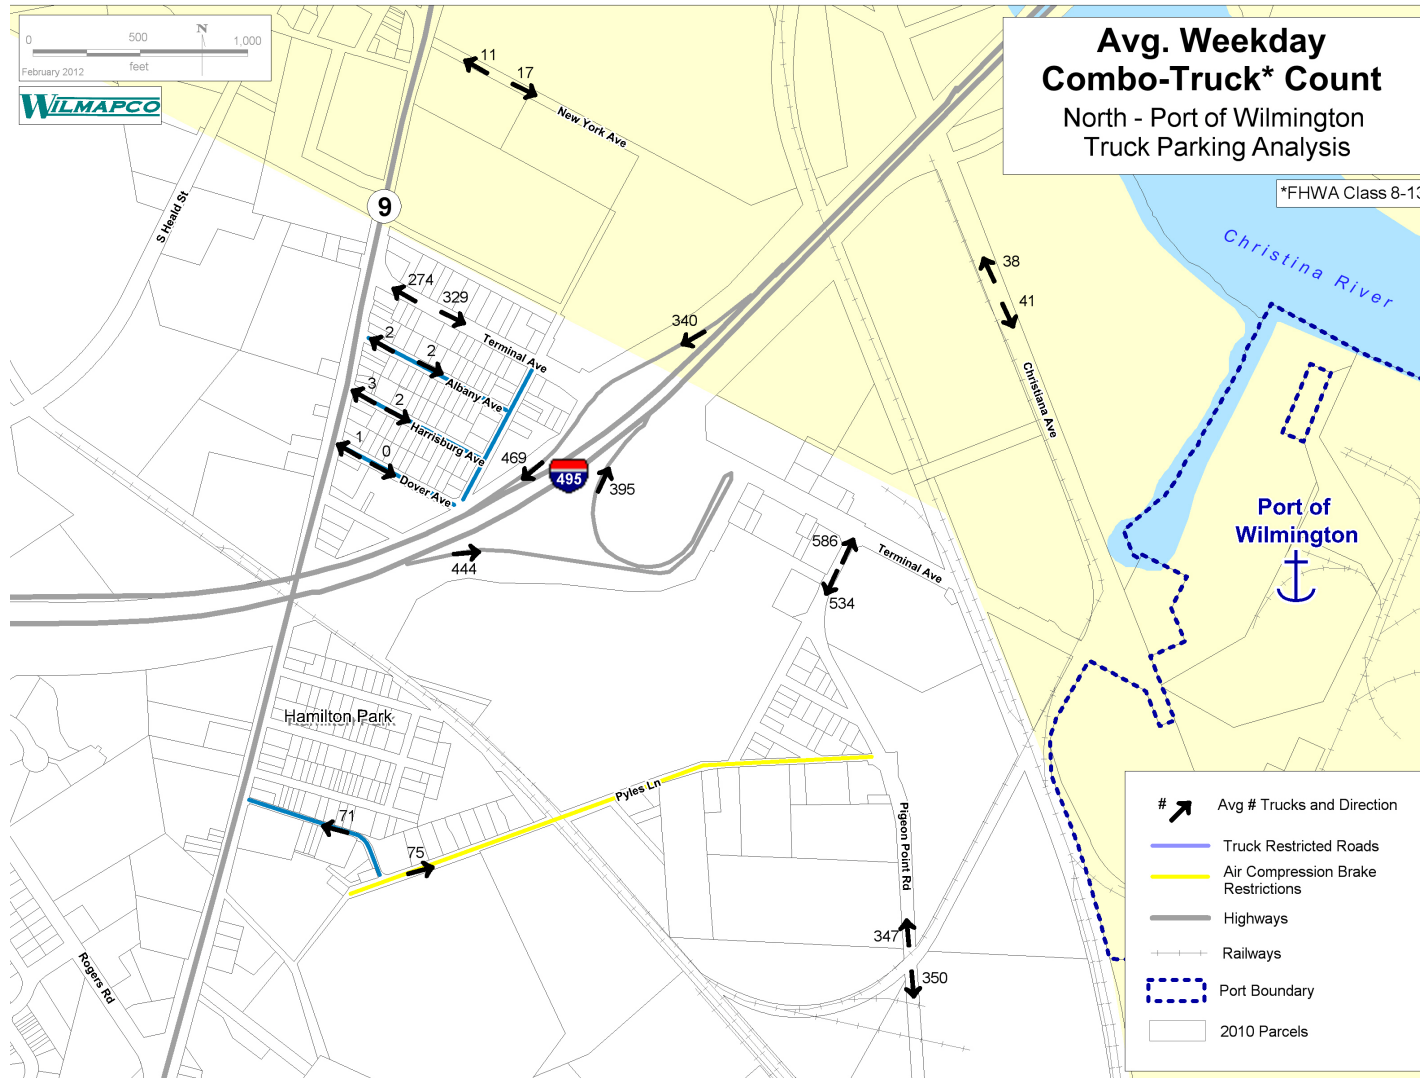 0 500 1,000
N
feet
February 2012
WILMAPCO
Avg. Weekday
Combo-Truck* Count
North - Port of Wilmington
Truck Parking Analysis
*FHWA Class 8-13
11
17
New York Ave
S Heald St
9
Christina River
38
41
Christiana Ave
274
329
Terminal Ave
340
2
2
Albany Ave
3
2
Harrisburg Ave
1
0
Dover Ave
469
495
395
444
586
534
Terminal Ave
Port of
Wilmington
Hamilton Park
71
75
Pyles Ln
Pigeon Point Rd
347
350
Rogers Rd
# Avg # Trucks and Direction
Truck Restricted Roads
Air Compression Brake
Restrictions
Highways
Railways
Port Boundary
2010 Parcels